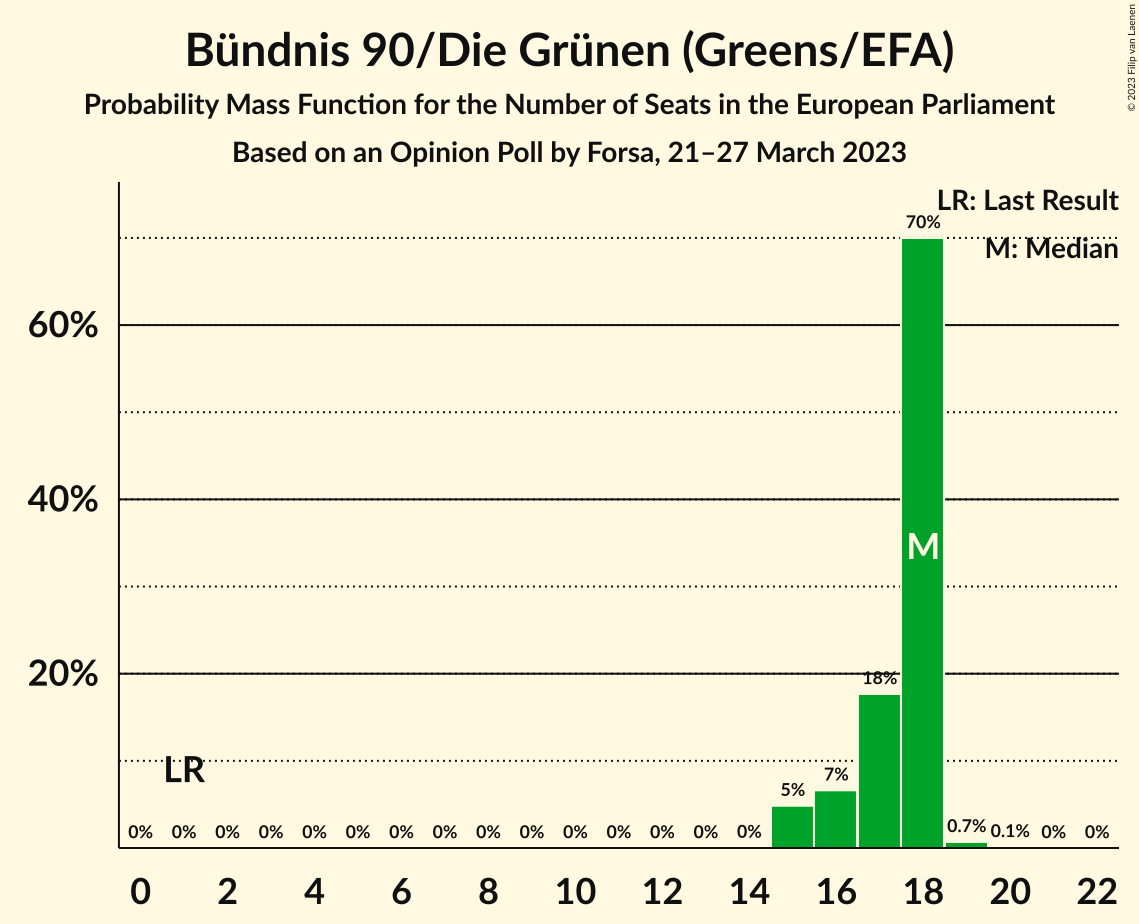 Bündnis 90/Die Grünen (Greens/EFA)
Probability Mass Function for the Number of Seats in the European Parliament
Based on an Opinion Poll by Forsa, 21–27 March 2023
© 2023 Filip van Laenen
LR: Last Result
M: Median
70%
60%
40%
M
20%
18%
LR
7%
5%
0% 0% 0% 0% 0% 0% 0% 0% 0% 0% 0% 0% 0% 0% 0% 0.7% 0.1% 0% 0%
0 2 4 6 8 10 12 14 16 18 20 22